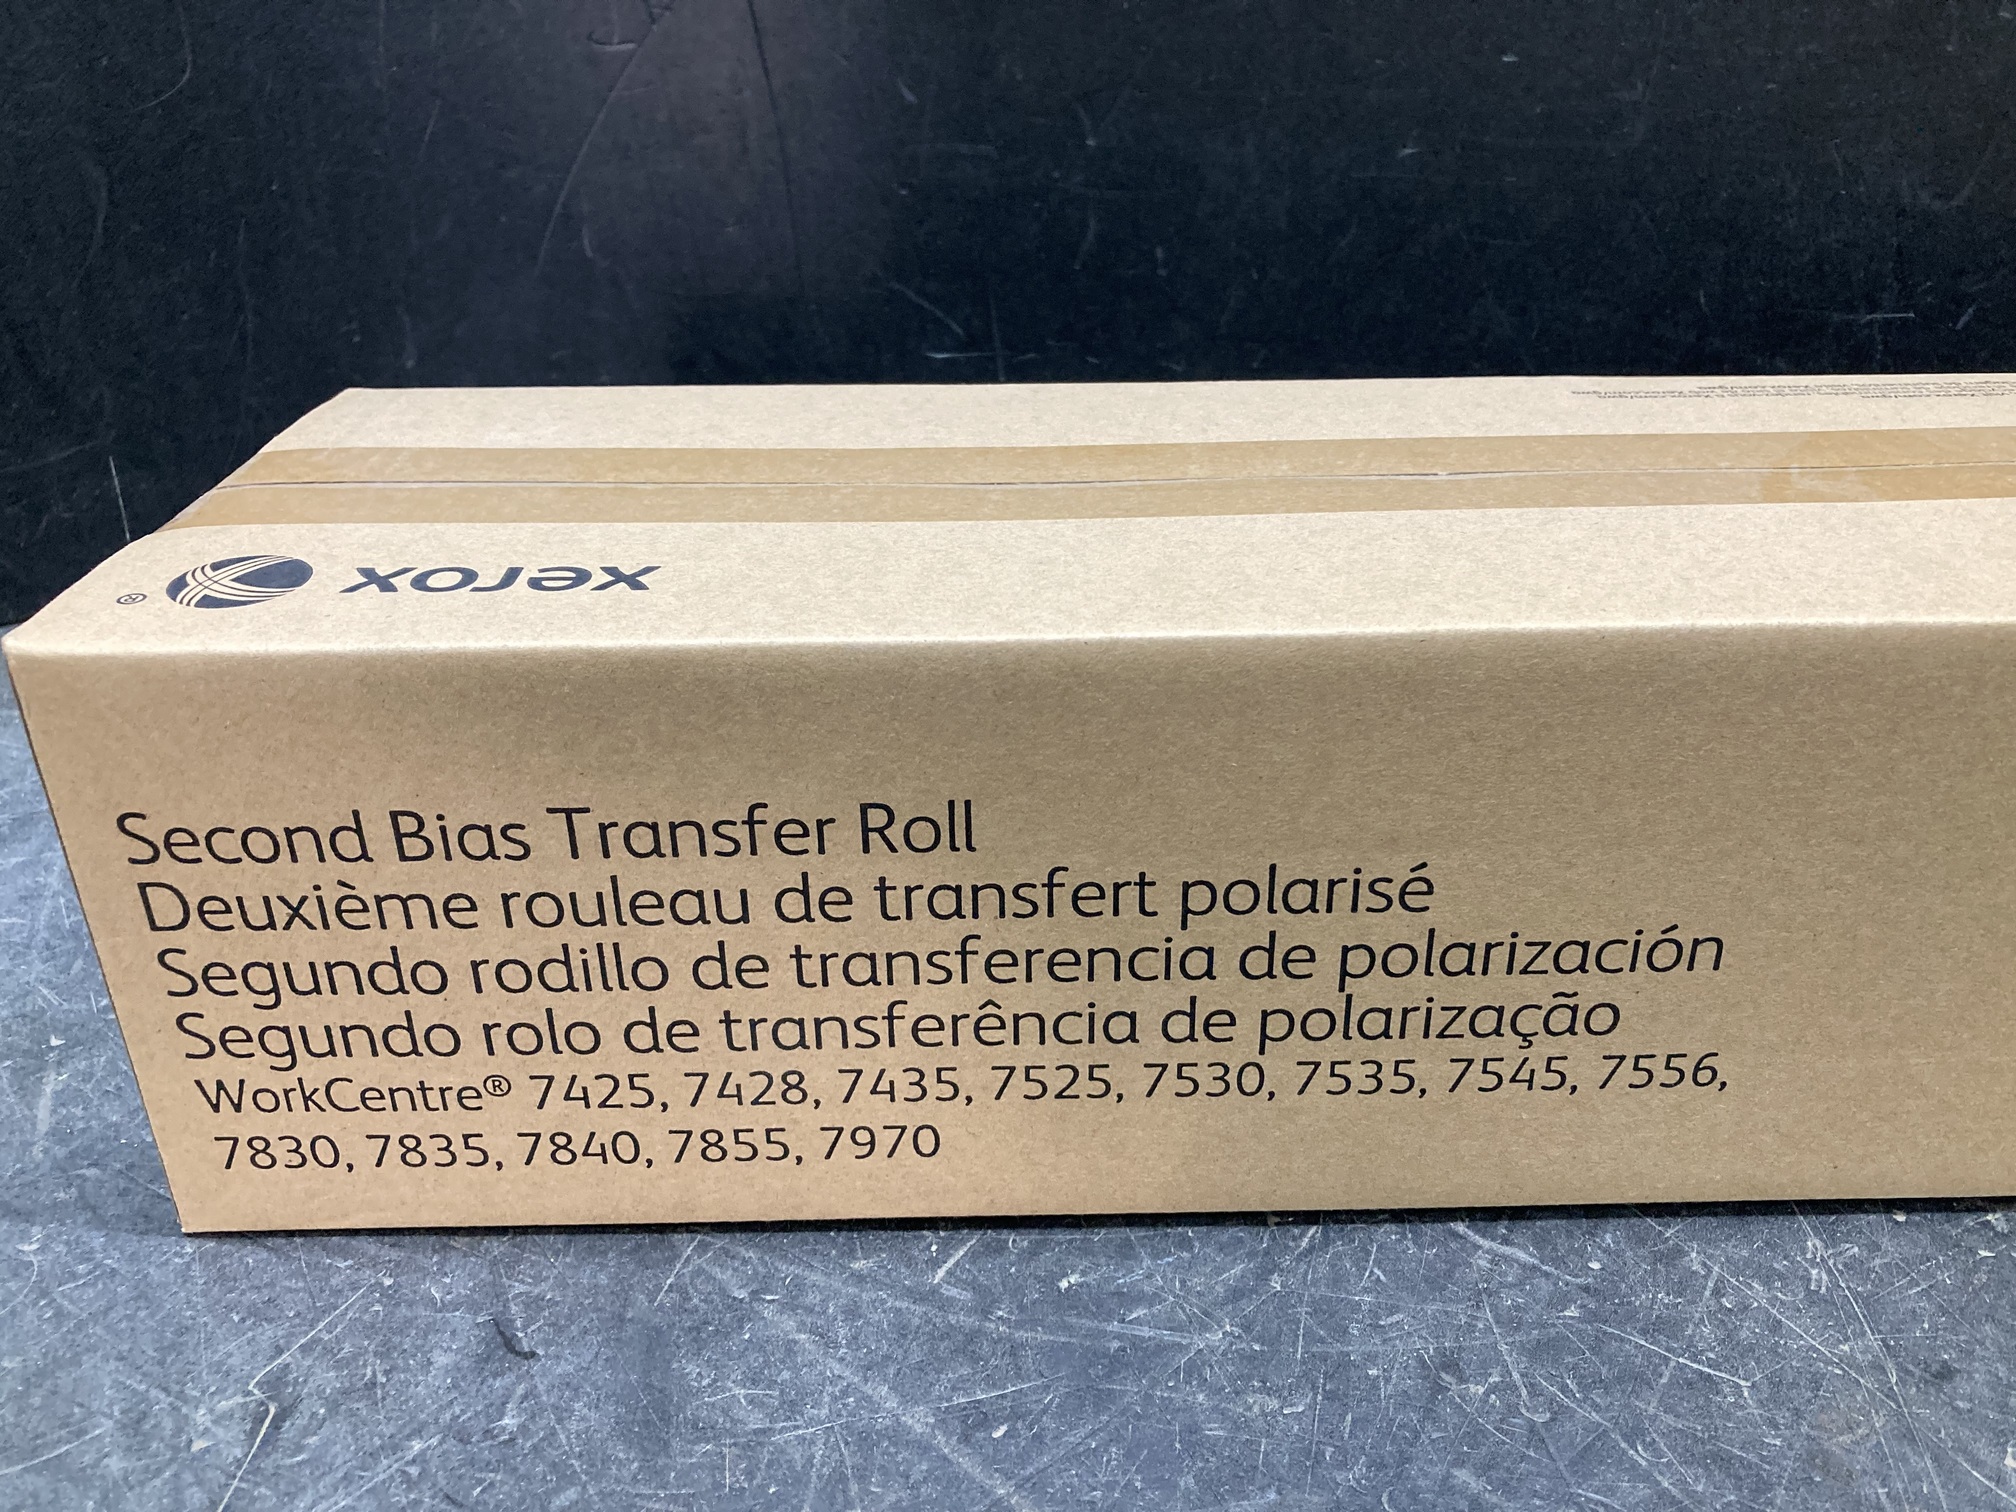 xerox ®
Second Bias Transfer Roll
Deuxième rouleau de transfert polarisé
Segundo rodillo de transferencia de polarización
Segundo rolo de transferência de polarização
WorkCentre® 7425, 7428, 7435, 7525, 7530, 7535, 7545, 7556,
7830, 7835, 7840, 7855, 7970